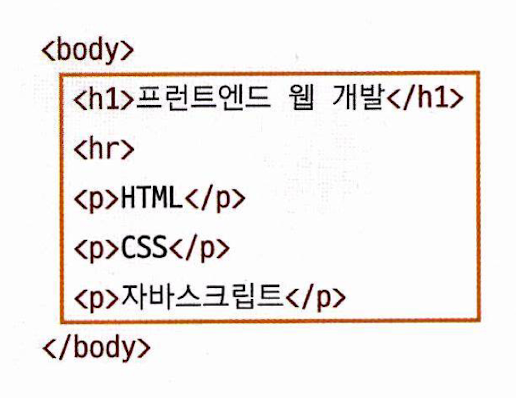 <body>
<h1>프런트엔드 웹 개발</h1>
<hr>
<p>HTML</p>
<p>CSS</p>
<p>자바스크립트</p>
</body>